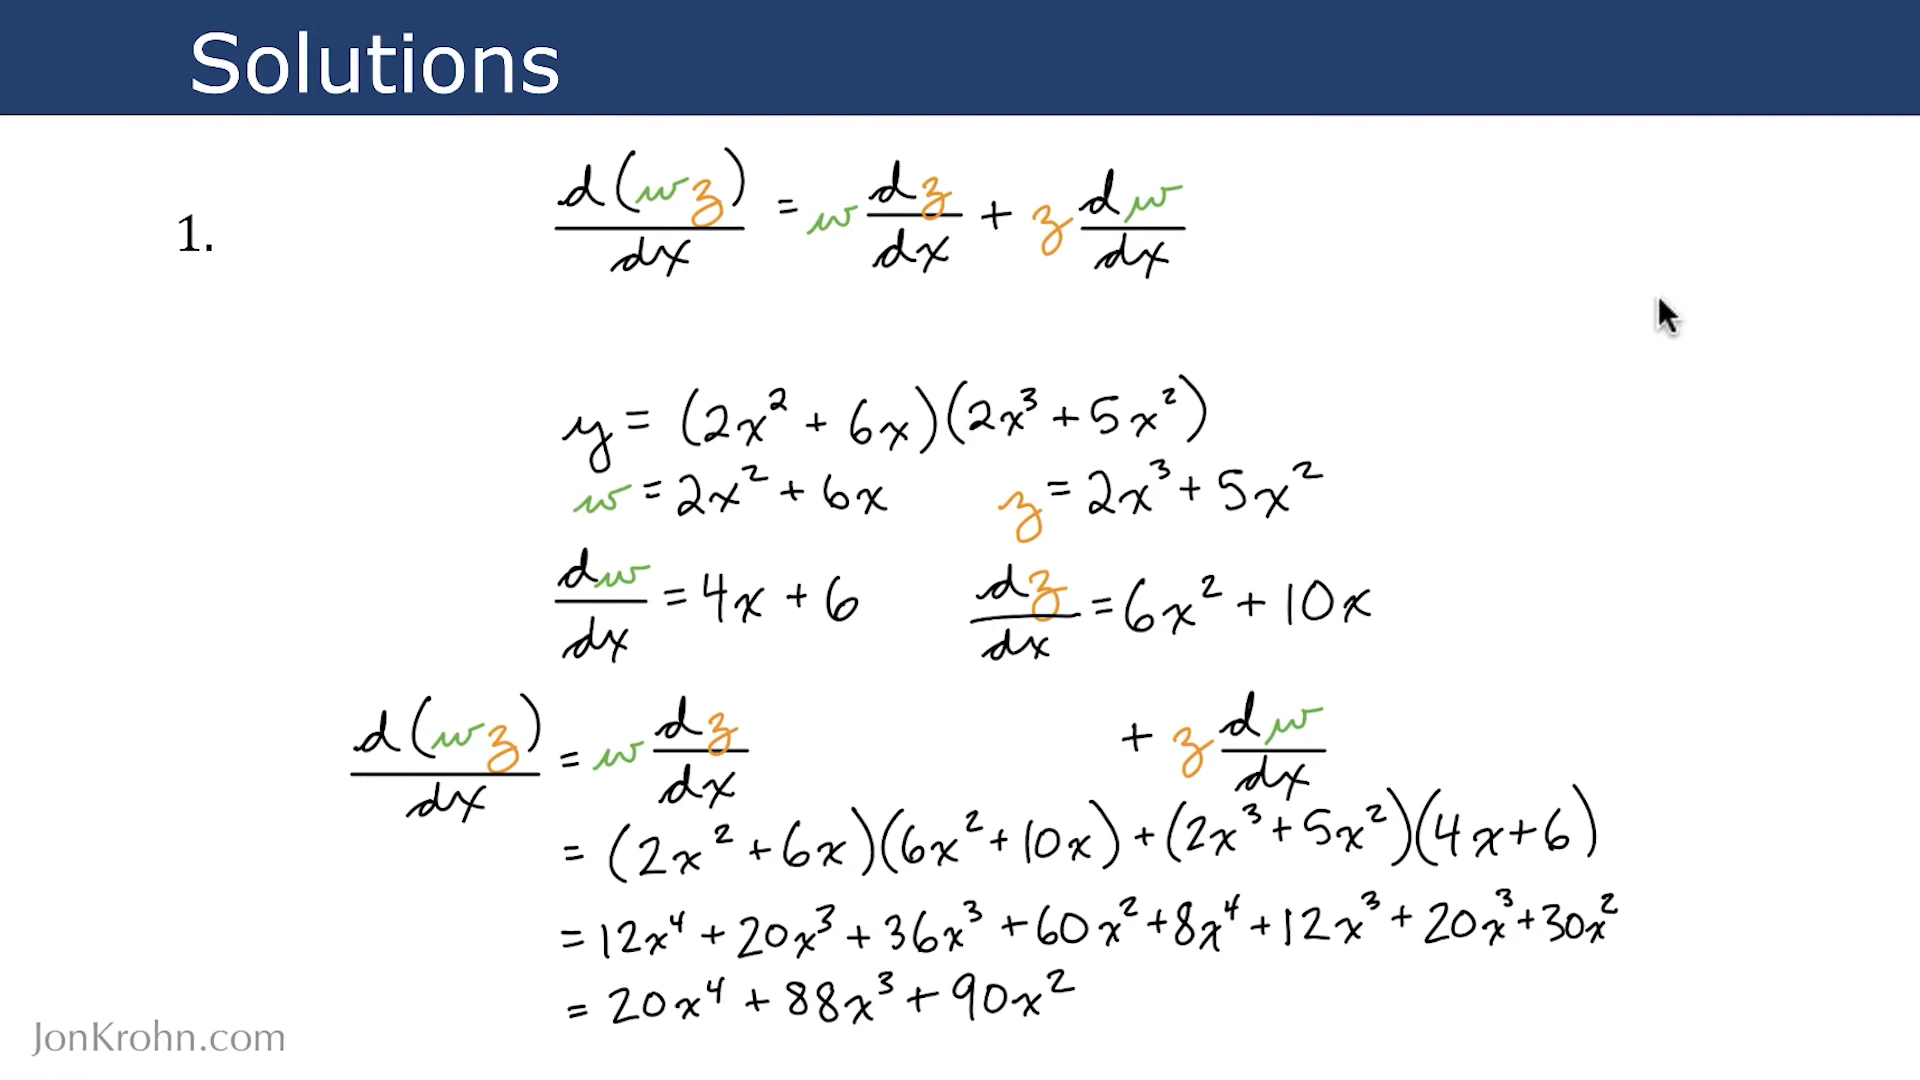 Solutions
1.
d(wz)/dx = w dz/dx + z dw/dx
y = (2x² + 6x)(2x³ + 5x²)
w = 2x² + 6x z = 2x³ + 5x²
dw/dx = 4x + 6 dz/dx = 6x² + 10x
d(wz)/dx = w dz/dx + z dw/dx
= (2x² + 6x)(6x² + 10x) + (2x³ + 5x²)(4x + 6)
= 12x⁴ + 20x³ + 36x³ + 60x² + 8x⁴ + 12x³ + 20x³ + 30x²
= 20x⁴ + 88x³ + 90x²
JonKrohn.com